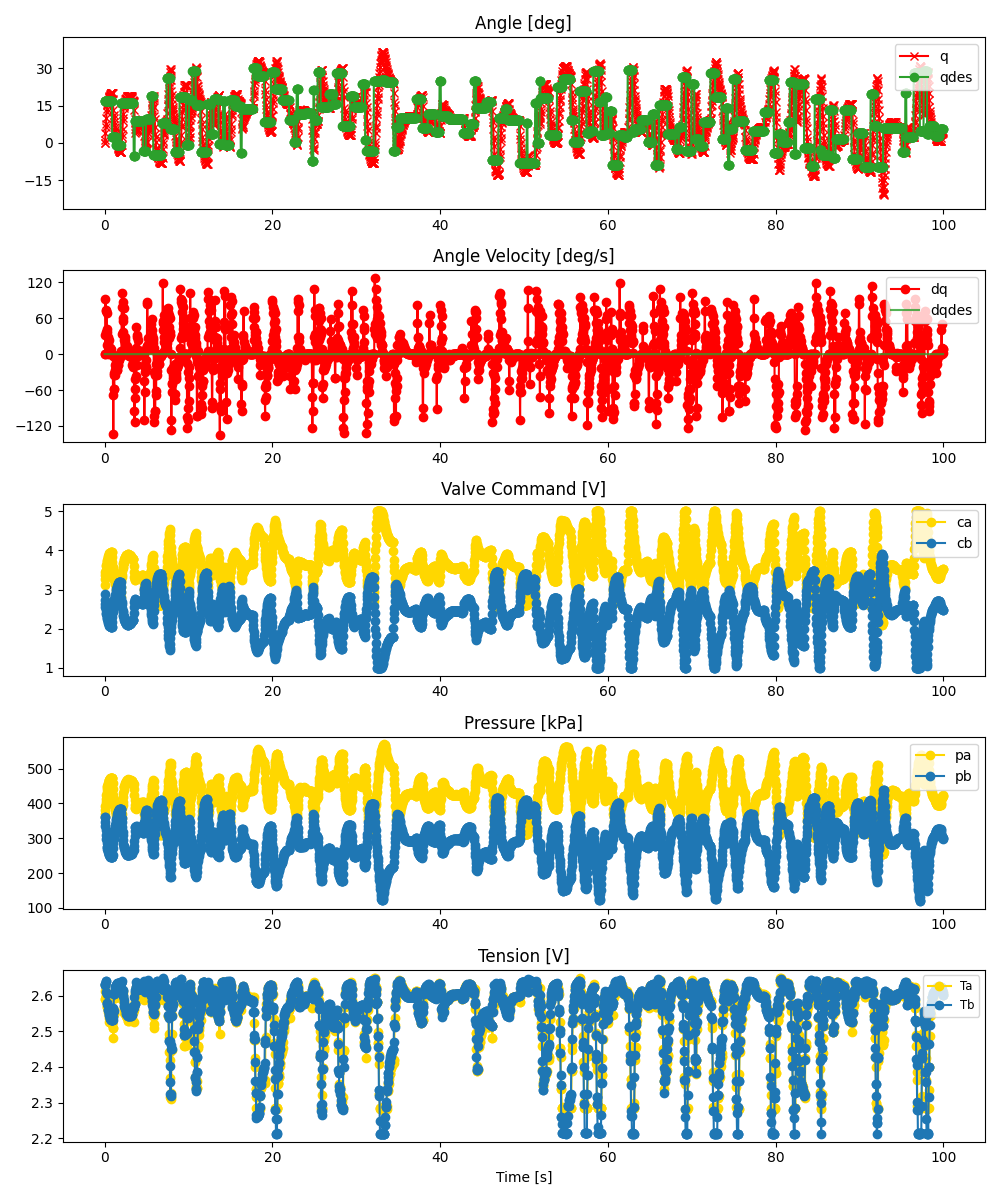 Angle [deg]
30
15
0
−15
q
qdes
0 20 40 60 80 100
Angle Velocity [deg/s]
120
60
0
−60
−120
dq
dqdes
0 20 40 60 80 100
Valve Command [V]
5
4
3
2
1
ca
cb
0 20 40 60 80 100
Pressure [kPa]
500
400
300
200
100
pa
pb
0 20 40 60 80 100
Tension [V]
2.6
2.5
2.4
2.3
2.2
Ta
Tb
0 20 40 60 80 100
Time [s]